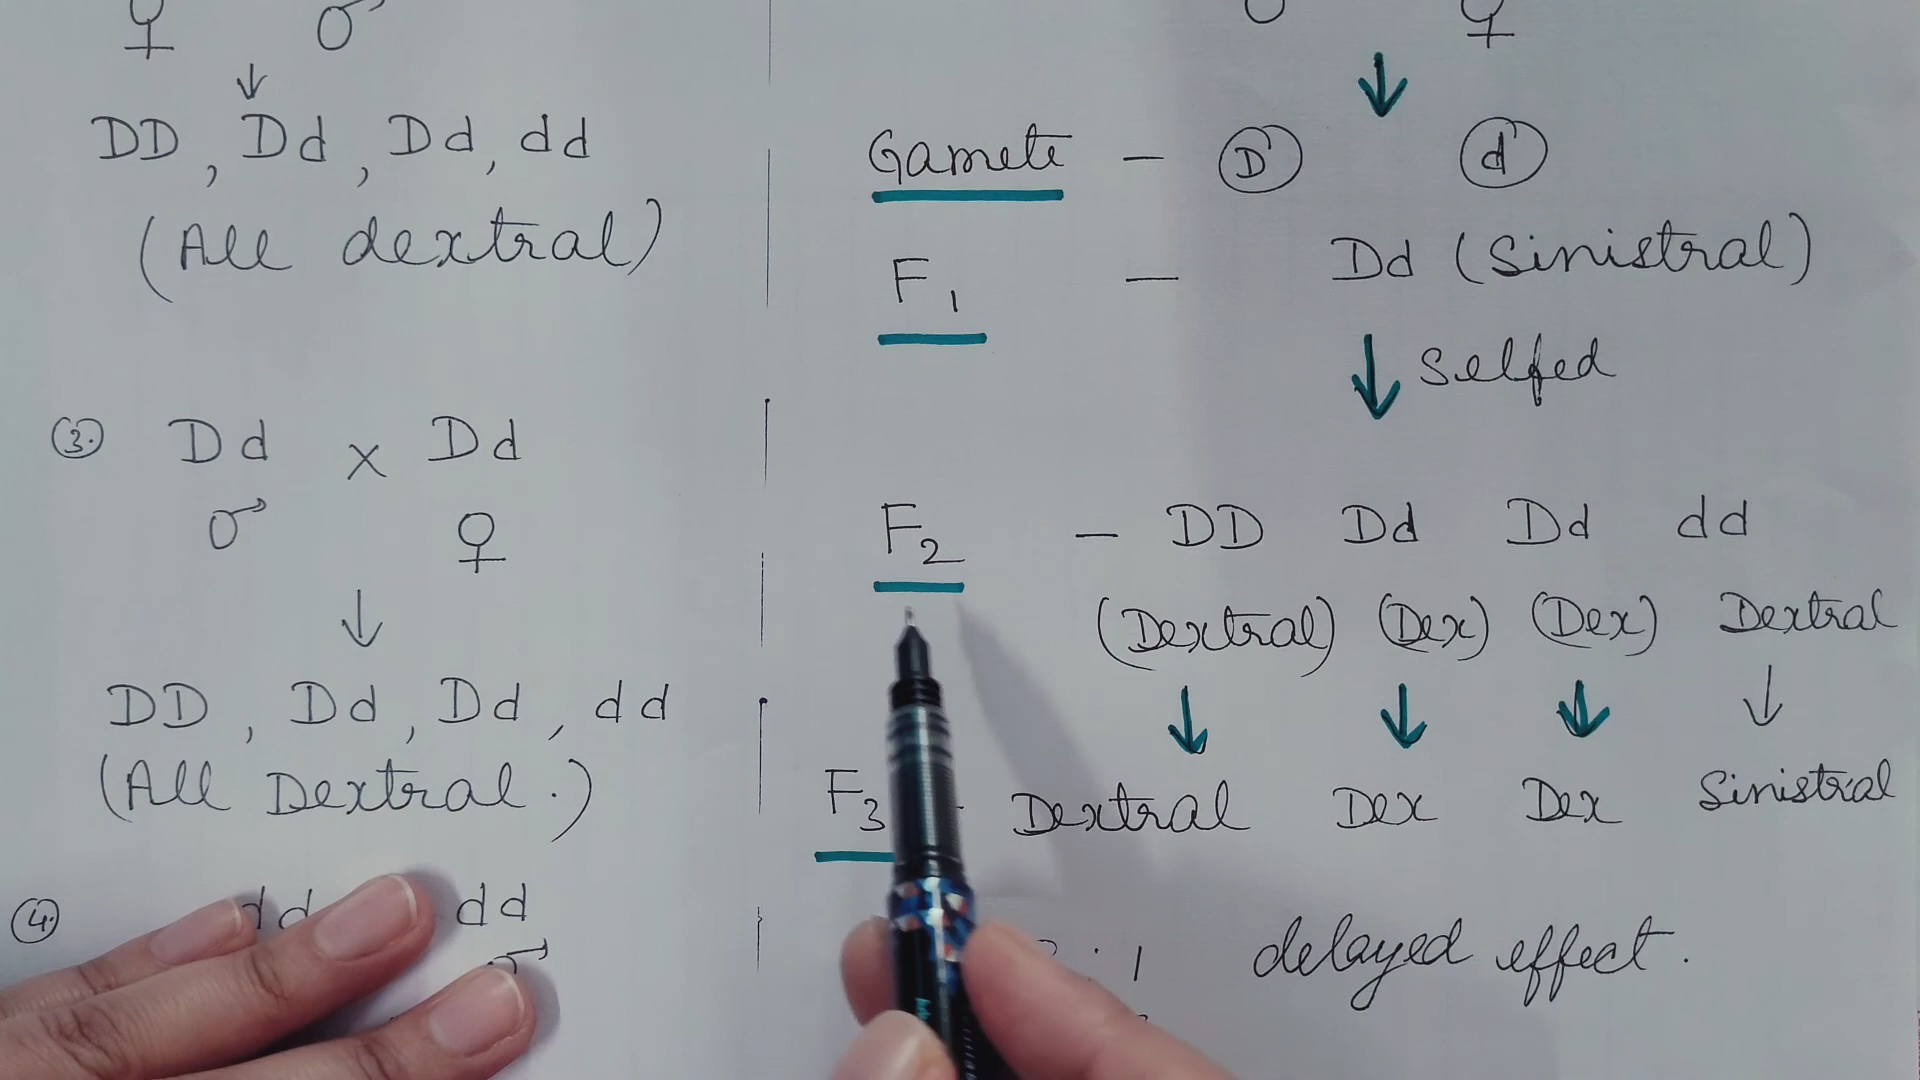 ♀ ♂
↓
DD, Dd, Dd, dd
(All dextral)
③. Dd × Dd
♂ ♀
↓
DD, Dd, Dd, dd
(All Dextral.)
④. dd dd
♀
↓
Gamete - D d
F1 - Dd (Sinistral)
↓ Selfed
F2 - DD Dd Dd dd
(Dextral) (Dex) (Dex) Dextral
↓ ↓ ↓ ↓
F3 - Dextral Dex Dex Sinistral
: 1 delayed effect.